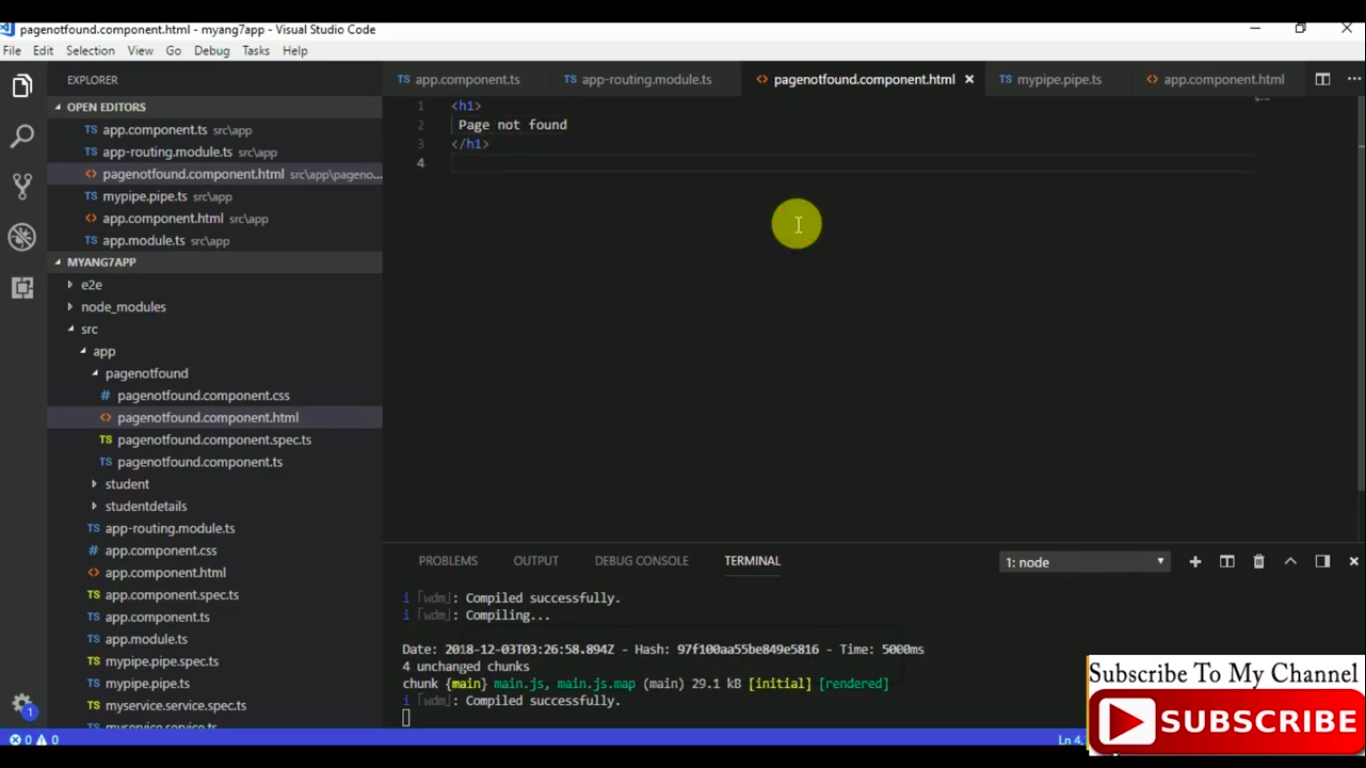 pagenotfound.component.html - myang7app - Visual Studio Code
File Edit Selection View Go Debug Tasks Help
EXPLORER
OPEN EDITORS
TS app.component.ts src\app
TS app-routing.module.ts src\app
<> pagenotfound.component.html src\app\pageno...
TS mypipe.pipe.ts src\app
<> app.component.html src\app
TS app.module.ts src\app
MYANG7APP
e2e
node_modules
src
app
pagenotfound
# pagenotfound.component.css
<> pagenotfound.component.html
TS pagenotfound.component.spec.ts
TS pagenotfound.component.ts
student
studentdetails
TS app-routing.module.ts
# app.component.css
<> app.component.html
TS app.component.spec.ts
TS app.component.ts
TS app.module.ts
TS mypipe.pipe.spec.ts
TS mypipe.pipe.ts
TS myservice.service.spec.ts
myservice.service.ts
TS app.component.ts TS app-routing.module.ts <> pagenotfound.component.html × TS mypipe.pipe.ts <> app.component.html
1 <h1>
2 Page not found
3 </h1>
4
PROBLEMS OUTPUT DEBUG CONSOLE TERMINAL 1: node
i ｢wdm｣: Compiled successfully.
i ｢wdm｣: Compiling...
Date: 2018-12-03T03:26:58.894Z - Hash: 97f100aa55be849e5816 - Time: 5000ms
4 unchanged chunks
chunk {main} main.js, main.js.map (main) 29.1 kB [initial] [rendered]
i ｢wdm｣: Compiled successfully.
1
0 0
Ln 4,
Subscribe To My Channel
SUBSCRIBE